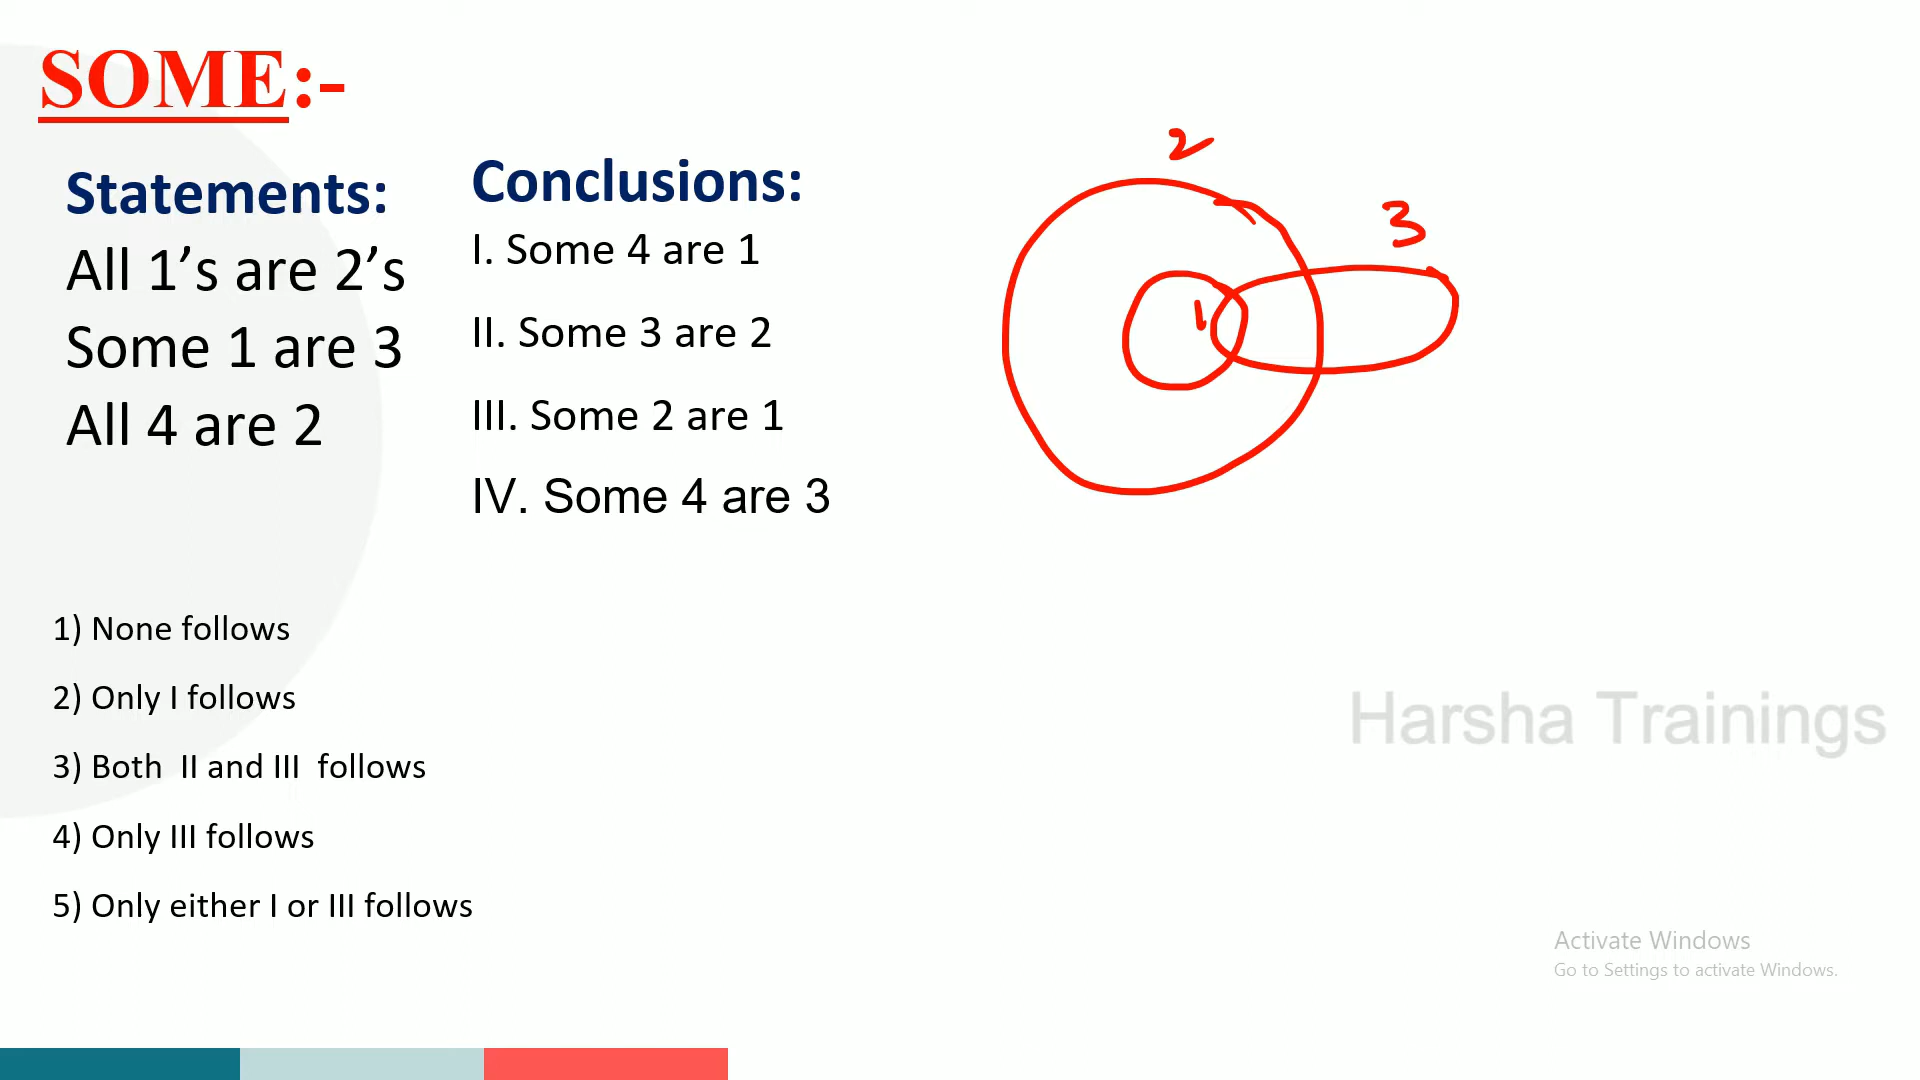 SOME:-
Statements:
All 1’s are 2’s
Some 1 are 3
All 4 are 2
Conclusions:
I. Some 4 are 1
II. Some 3 are 2
III. Some 2 are 1
IV. Some 4 are 3
2
3
1
1) None follows
2) Only I follows
3) Both  II and III  follows
4) Only III follows
5) Only either I or III follows
Harsha Trainings
Activate Windows
Go to Settings to activate Windows.